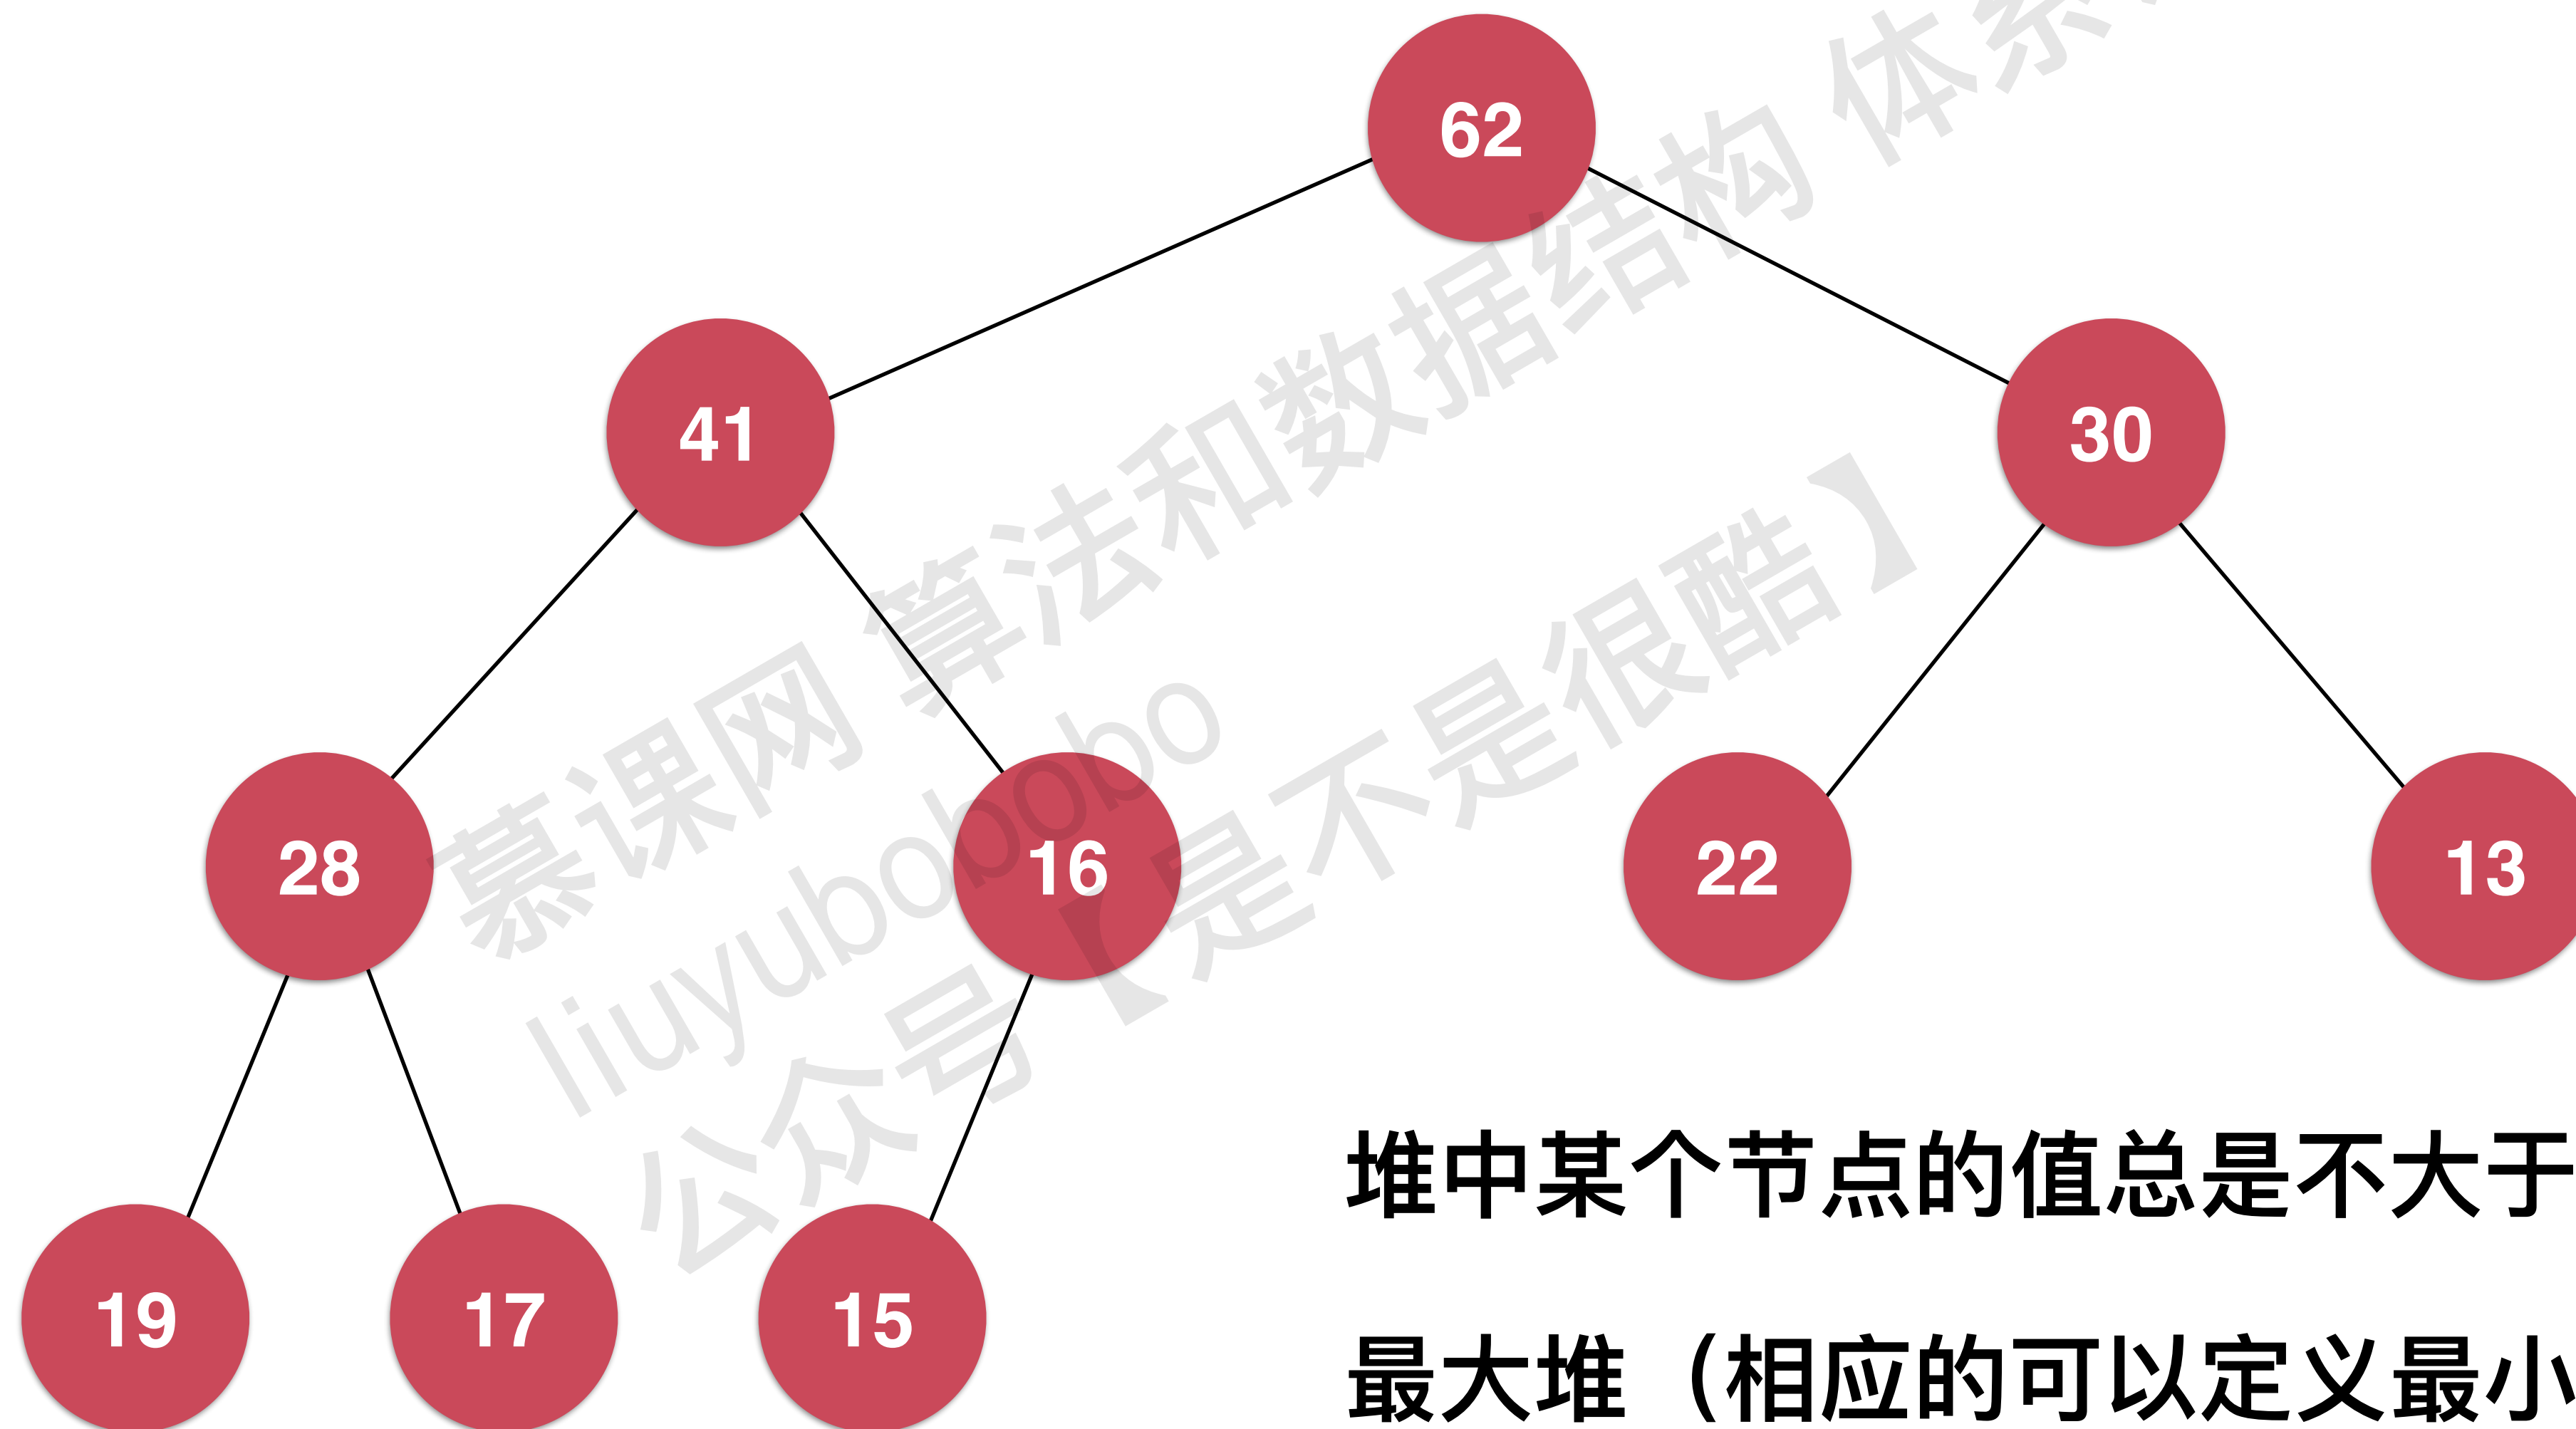 62
41
30
28
16
22
13
19
17
15
堆中某个节点的值总是不大于
最大堆（相应的可以定义最小
慕课网 算法和数据结构 体系
liuyubobobo
公众号【是不是很酷】